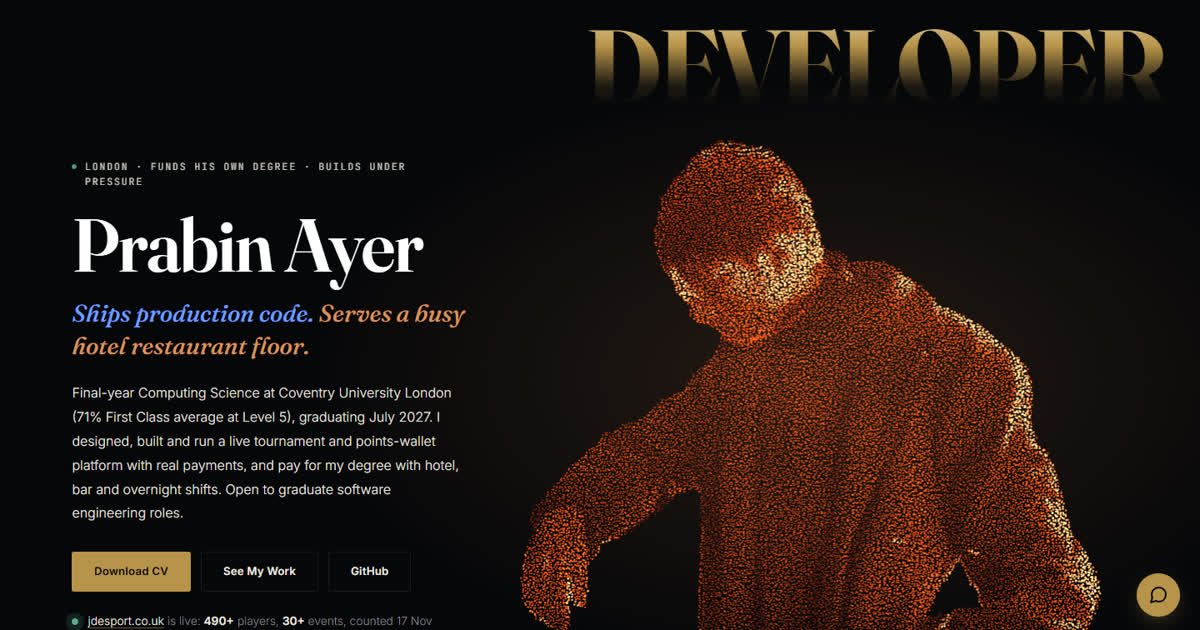 DEVELOPER
LONDON · FUNDS HIS OWN DEGREE · BUILDS UNDER
PRESSURE
Prabin Ayer
Ships production code. Serves a busy
hotel restaurant floor.
Final-year Computing Science at Coventry University London
(71% First Class average at Level 5), graduating July 2027. I
designed, built and run a live tournament and points-wallet
platform with real payments, and pay for my degree with hotel,
bar and overnight shifts. Open to graduate software
engineering roles.
Download CV See My Work GitHub
jdesport.co.uk is live: 490+ players, 30+ events, counted 17 Nov